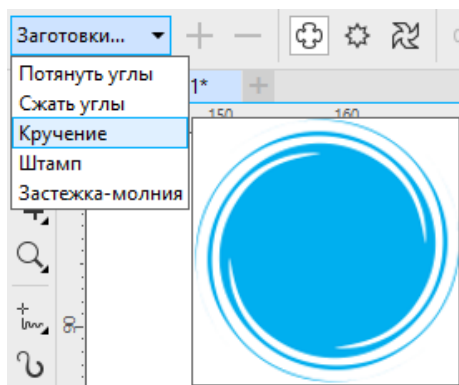 Заготовки...
1*
150 160
Потянуть углы
Сжать углы
Кручение
Штамп
Застежка-молния